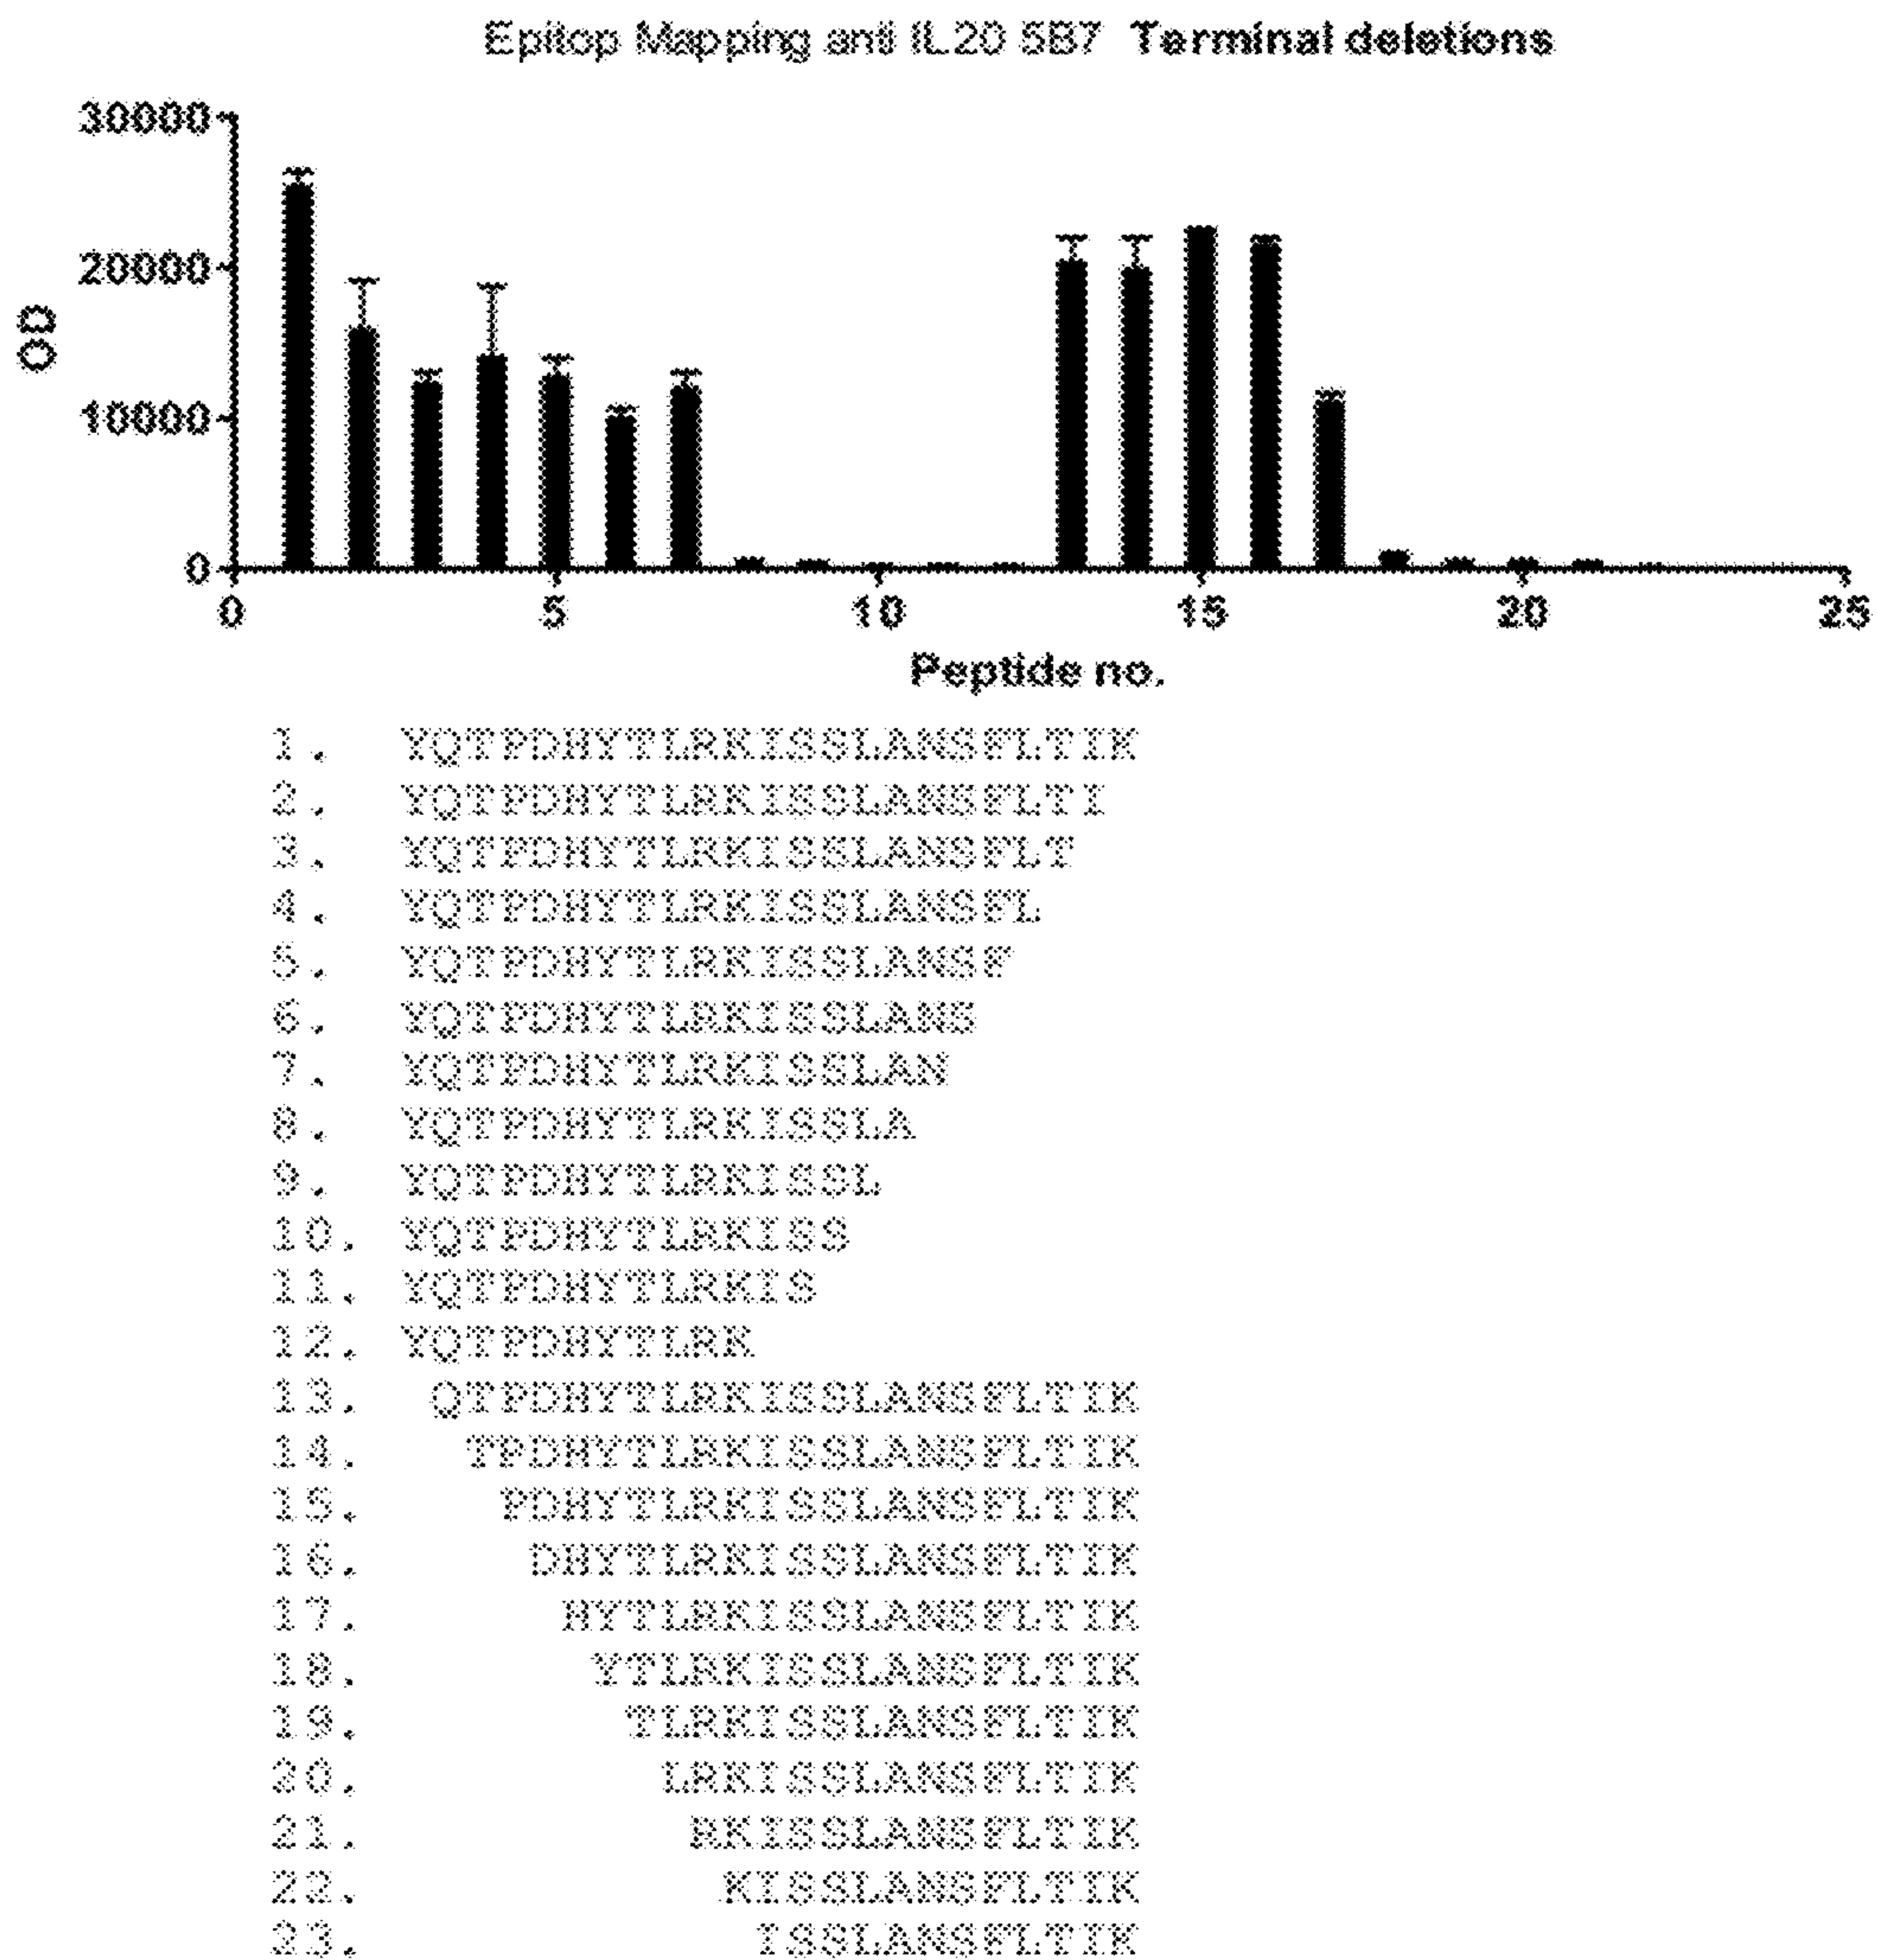 Epitop Mapping anti IL20 5B7 Terminal deletions
30000
20000
10000
0
OD
0 5 10 15 20 25
Peptide no.
1. YQTPDHYTLRKISSLANSFLTIK
2. YQTPDHYTLRKISSLANSFLTI
3. YQTPDHYTLRKISSLANSFLT
4. YQTPDHYTLRKISSLANSFL
5. YQTPDHYTLRKISSLANSF
6. YQTPDHYTLRKISSLANS
7. YQTPDHYTLRKISSLAN
8. YQTPDHYTLRKISSLA
9. YQTPDHYTLRKISSL
10. YQTPDHYTLRKISS
11. YQTPDHYTLRKIS
12. YQTPDHYTLRK
13. QTPDHYTLRKISSLANSFLTIK
14. TPDHYTLRKISSLANSFLTIK
15. PDHYTLRKISSLANSFLTIK
16. DHYTLRKISSLANSFLTIK
17. HYTLRKISSLANSFLTIK
18. YTLRKISSLANSFLTIK
19. TLRKISSLANSFLTIK
20. LRKISSLANSFLTIK
21. RKISSLANSFLTIK
22. KISSLANSFLTIK
23. ISSLANSFLTIK